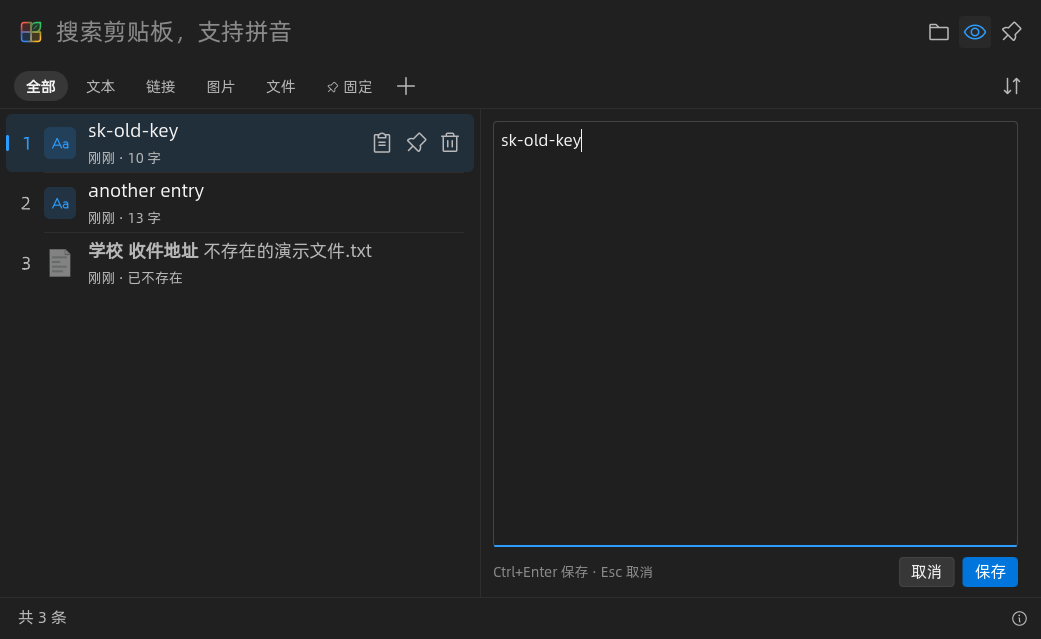 搜索剪贴板，支持拼音
全部 文本 链接 图片 文件 固定
1 Aa sk-old-key
刚刚 · 10 字
2 Aa another entry
刚刚 · 13 字
3 学校 收件地址 不存在的演示文件.txt
刚刚 · 已不存在
sk-old-key
Ctrl+Enter 保存 · Esc 取消 取消 保存
共 3 条